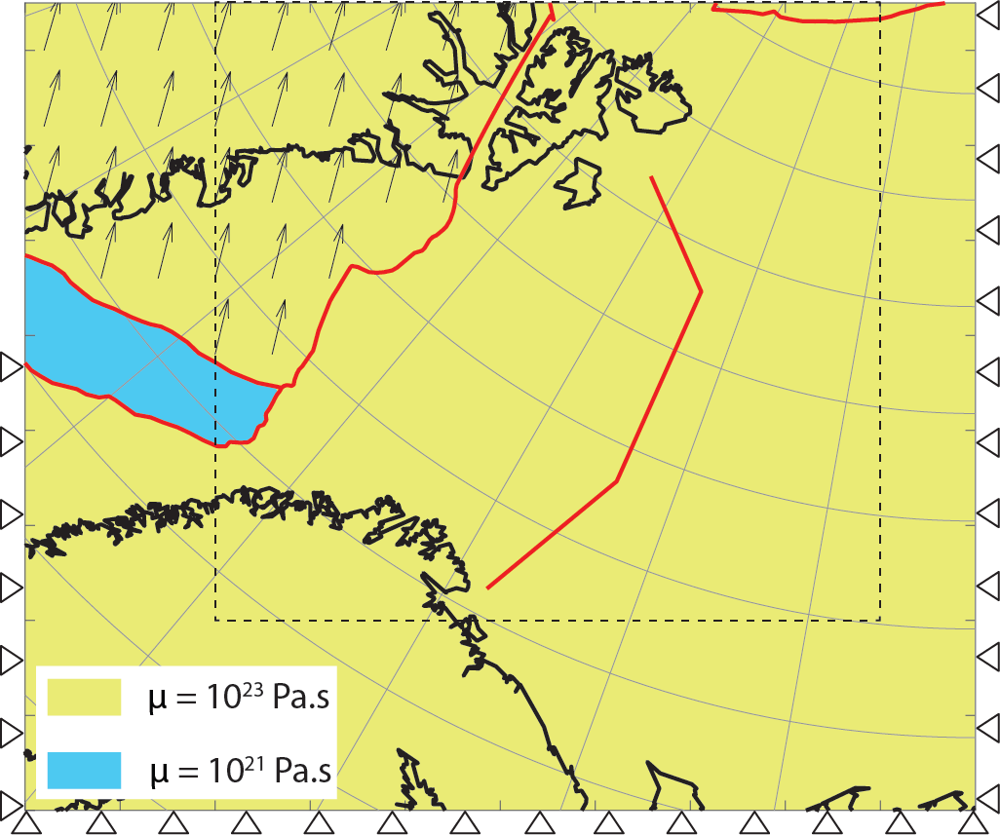 μ = 10²³ Pa.s
μ = 10²¹ Pa.s